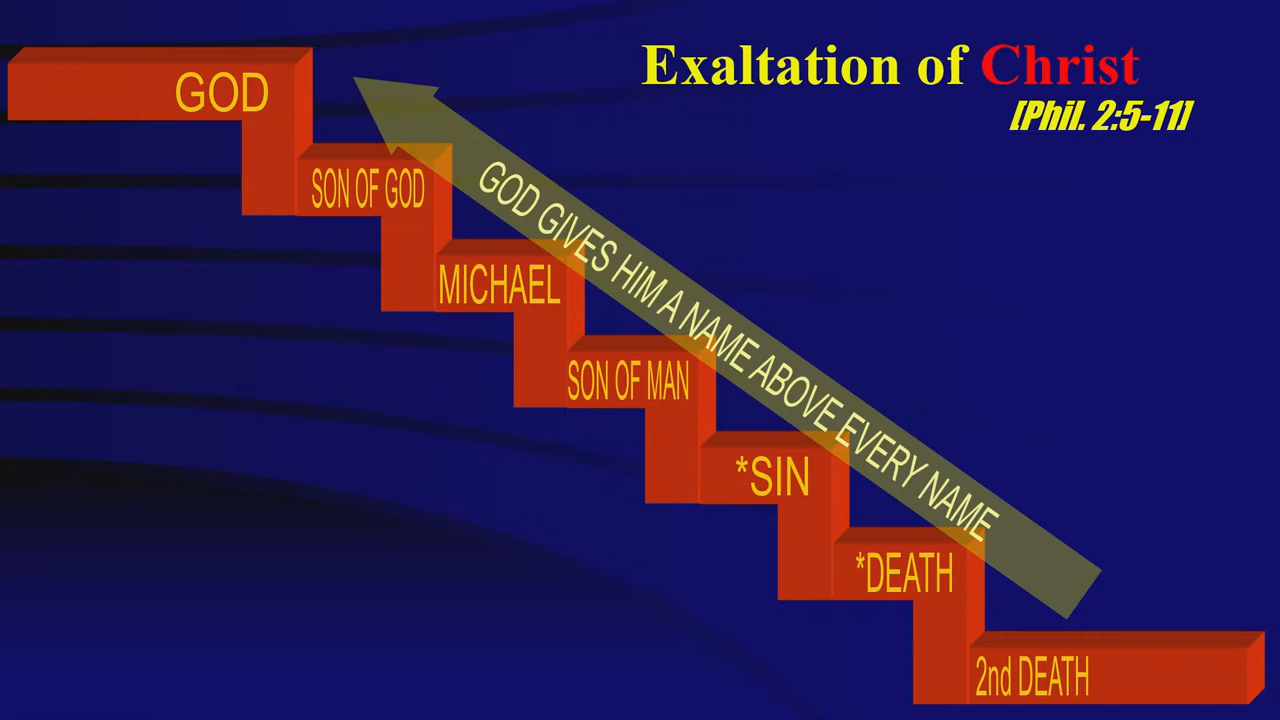 Exaltation of Christ
[Phil. 2:5-11]
GOD
SON OF GOD
MICHAEL
SON OF MAN
*SIN
*DEATH
2nd DEATH
GOD GIVES HIM A NAME ABOVE EVERY NAME